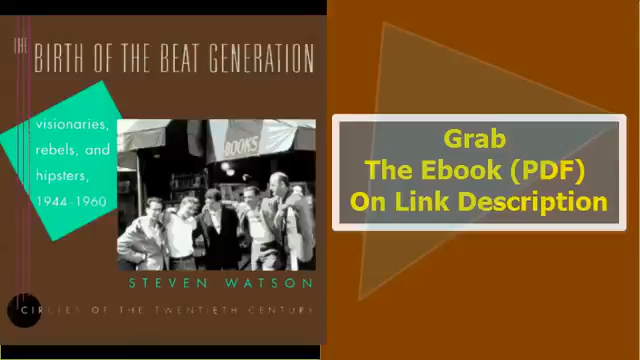 THE
BIRTH OF THE BEAT GENERATION
visionaries,
rebels, and
hipsters,
1944–1960
BOOKS
STEVEN WATSON
CIRCLES OF THE TWENTIETH CENTURY
Grab
The Ebook (PDF)
On Link Description